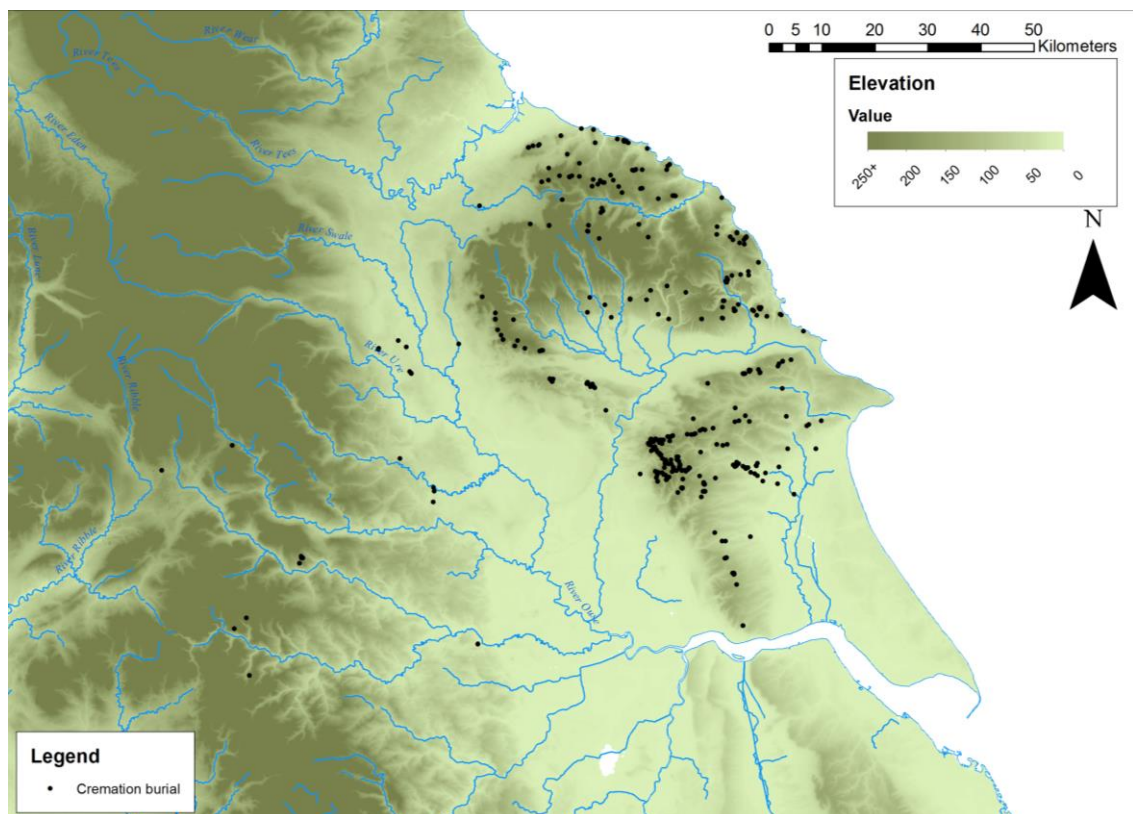 0 5 10 20 30 40 50
Kilometers
Elevation
Value
250+ 200 150 100 50 0
N
River Wear
River Tees
River Eden
River Tees
River Swale
River Lune
River Ure
River Ribble
River Ribble
River Ouse
Legend
Cremation burial